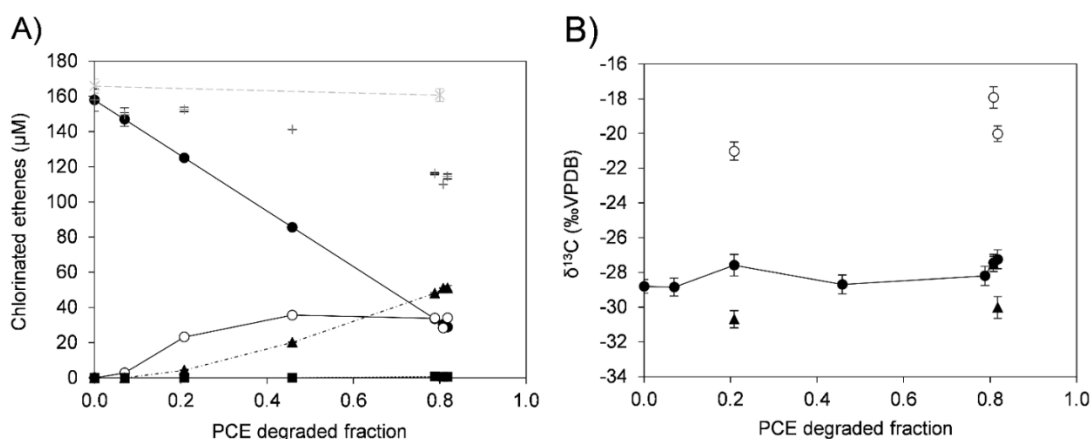 A)
Chlorinated ethenes (µM)
180
160
140
120
100
80
60
40
20
0
0.0 0.2 0.4 0.6 0.8 1.0
PCE degraded fraction
B)
δ¹³C (‰VPDB)
-16
-18
-20
-22
-24
-26
-28
-30
-32
-34
0.0 0.2 0.4 0.6 0.8 1.0
PCE degraded fraction